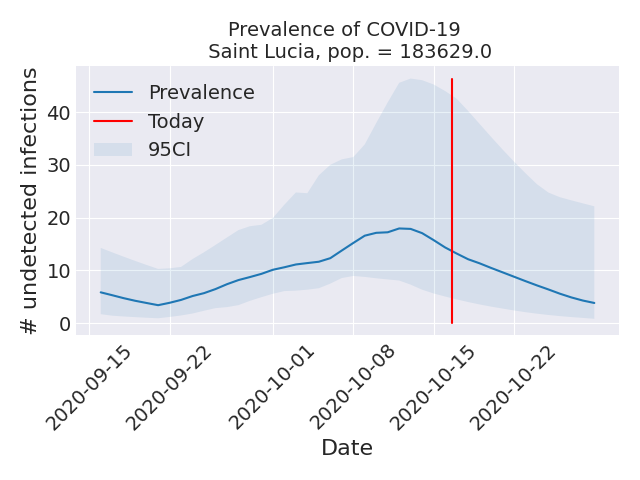 Prevalence of COVID-19
Saint Lucia, pop. = 183629.0
# undetected infections
40
30
20
10
0
Prevalence
Today
95CI
2020-09-15
2020-09-22
2020-10-01
2020-10-08
2020-10-15
2020-10-22
Date